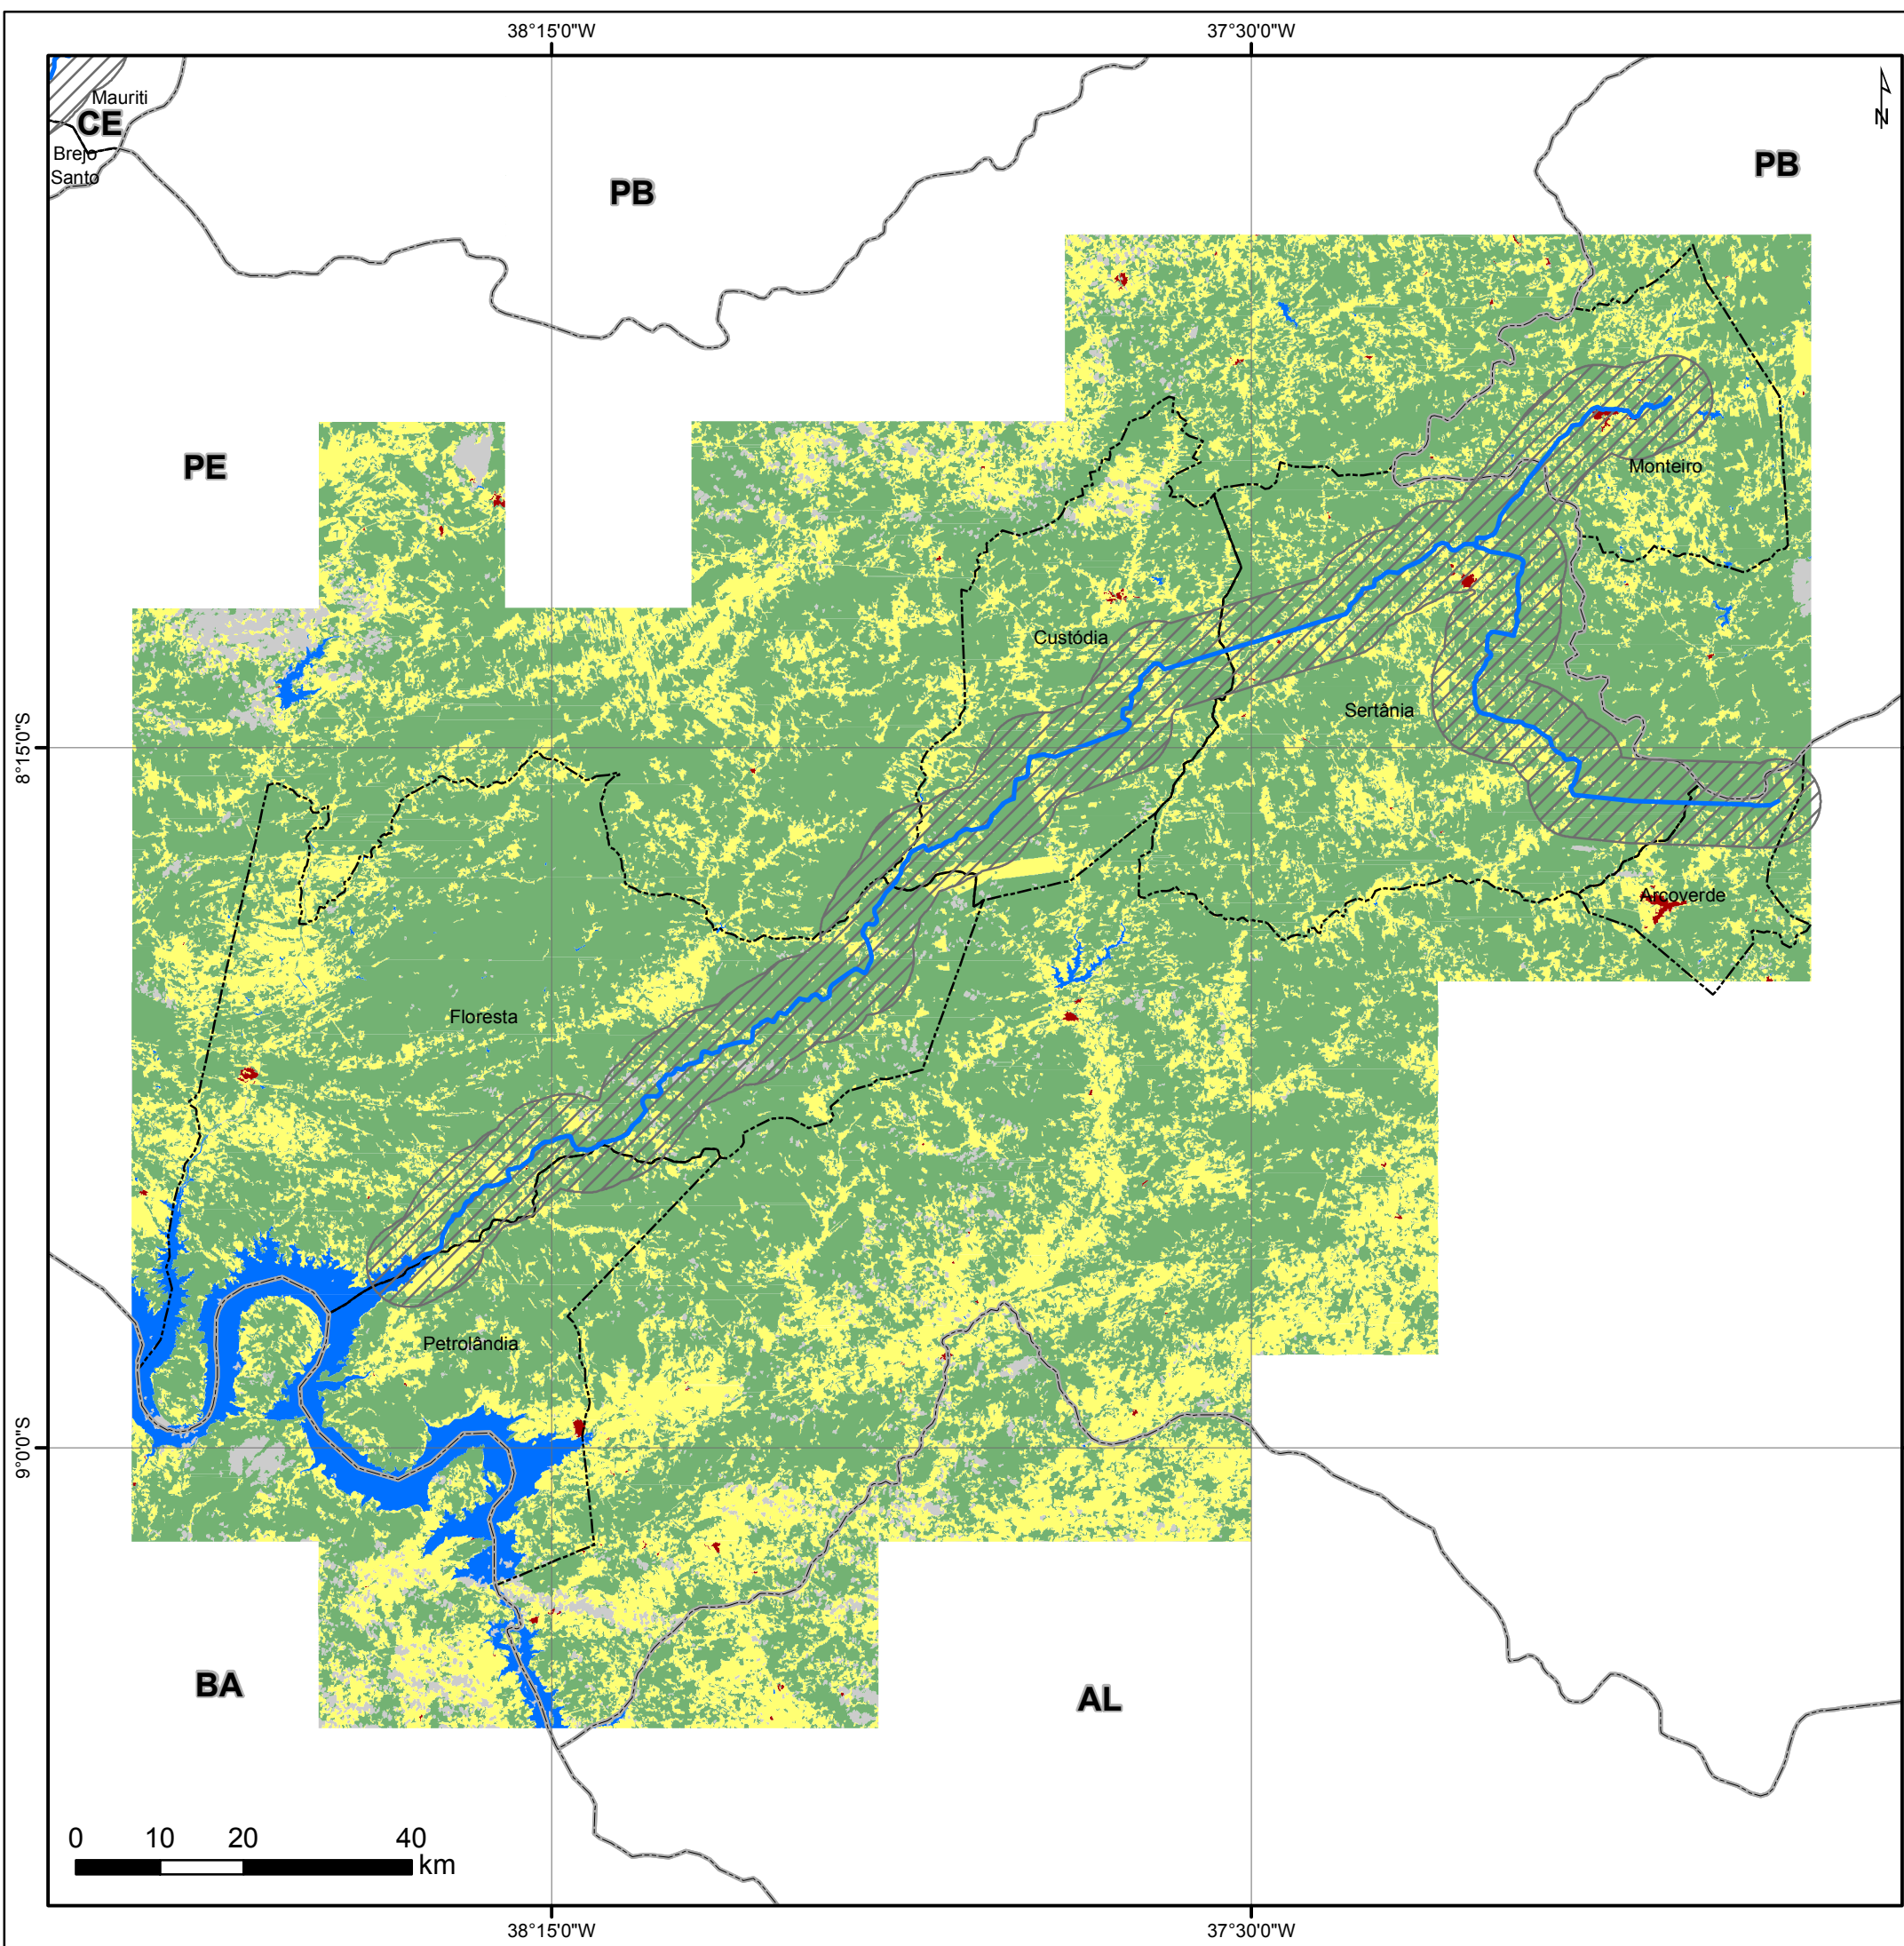 38°15'0"W 37°30'0"W
N
Mauriti
CE
Brejo
Santo
PB
PB
PE
Monteiro
Custódia
Sertânia
8°15'0"S
Arcoverde
Floresta
Petrolândia
9°0'0"S
BA
AL
0 10 20 40
km
38°15'0"W 37°30'0"W